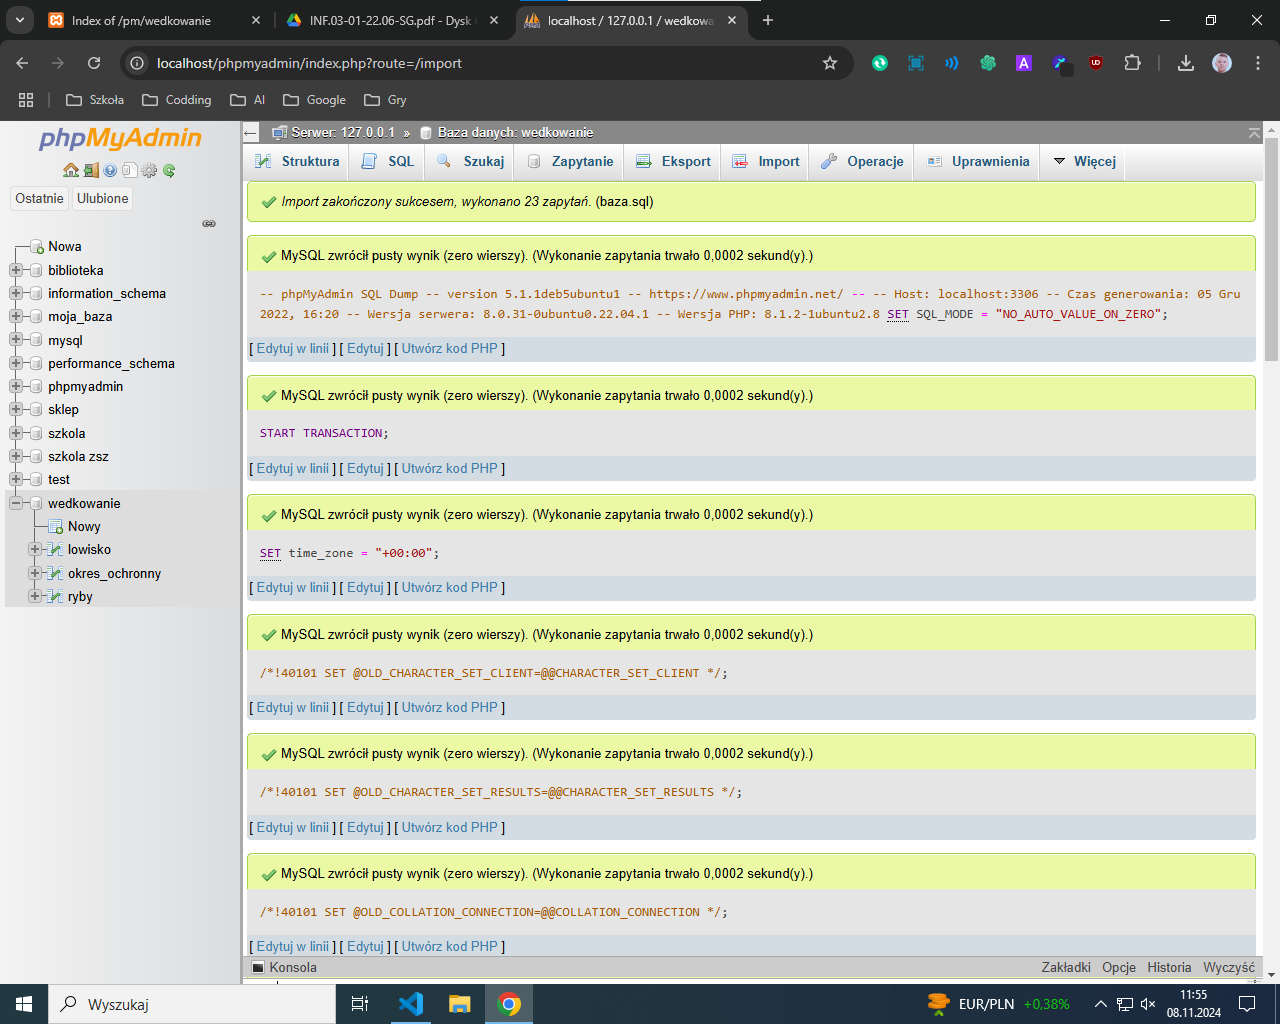 Index of /pm/wedkowanie
INF.03-01-22.06-SG.pdf - Dysk
localhost / 127.0.0.1 / wedkowa
localhost/phpmyadmin/index.php?route=/import
Szkoła
Codding
AI
Google
Gry
phpMyAdmin
Ostatnie
Ulubione
Nowa
biblioteka
information_schema
moja_baza
mysql
performance_schema
phpmyadmin
sklep
szkola
szkola zsz
test
wedkowanie
Nowy
lowisko
okres_ochronny
ryby
Serwer: 127.0.0.1 » Baza danych: wedkowanie
Struktura SQL Szukaj Zapytanie Eksport Import Operacje Uprawnienia Więcej
Import zakończony sukcesem, wykonano 23 zapytań. (baza.sql)
MySQL zwrócił pusty wynik (zero wierszy). (Wykonanie zapytania trwało 0,0002 sekund(y).)
-- phpMyAdmin SQL Dump -- version 5.1.1deb5ubuntu1 -- https://www.phpmyadmin.net/ -- -- Host: localhost:3306 -- Czas generowania: 05 Gru
2022, 16:20 -- Wersja serwera: 8.0.31-0ubuntu0.22.04.1 -- Wersja PHP: 8.1.2-1ubuntu2.8 SET SQL_MODE = "NO_AUTO_VALUE_ON_ZERO";
[ Edytuj w linii ] [ Edytuj ] [ Utwórz kod PHP ]
MySQL zwrócił pusty wynik (zero wierszy). (Wykonanie zapytania trwało 0,0002 sekund(y).)
START TRANSACTION;
[ Edytuj w linii ] [ Edytuj ] [ Utwórz kod PHP ]
MySQL zwrócił pusty wynik (zero wierszy). (Wykonanie zapytania trwało 0,0002 sekund(y).)
SET time_zone = "+00:00";
[ Edytuj w linii ] [ Edytuj ] [ Utwórz kod PHP ]
MySQL zwrócił pusty wynik (zero wierszy). (Wykonanie zapytania trwało 0,0002 sekund(y).)
/*!40101 SET @OLD_CHARACTER_SET_CLIENT=@@CHARACTER_SET_CLIENT */;
[ Edytuj w linii ] [ Edytuj ] [ Utwórz kod PHP ]
MySQL zwrócił pusty wynik (zero wierszy). (Wykonanie zapytania trwało 0,0002 sekund(y).)
/*!40101 SET @OLD_CHARACTER_SET_RESULTS=@@CHARACTER_SET_RESULTS */;
[ Edytuj w linii ] [ Edytuj ] [ Utwórz kod PHP ]
MySQL zwrócił pusty wynik (zero wierszy). (Wykonanie zapytania trwało 0,0002 sekund(y).)
/*!40101 SET @OLD_COLLATION_CONNECTION=@@COLLATION_CONNECTION */;
[ Edytuj w linii ] [ Edytuj ] [ Utwórz kod PHP ]
Konsola
Zakładki Opcje Historia Wyczyść
Wyszukaj
EUR/PLN +0,38%
11:55
08.11.2024